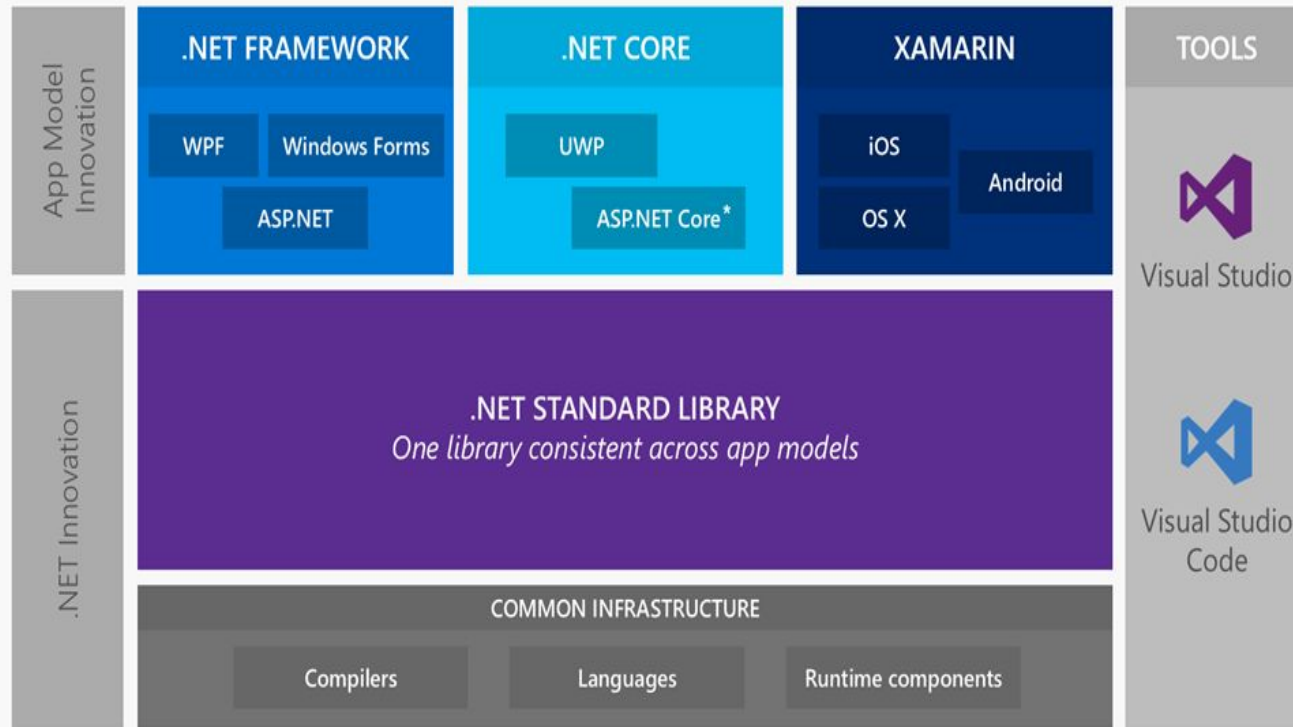 App Model
Innovation
.NET FRAMEWORK
WPF
Windows Forms
ASP.NET
.NET CORE
UWP
ASP.NET Core*
XAMARIN
iOS
Android
OS X
TOOLS
Visual Studio
Visual Studio
Code
.NET Innovation
.NET STANDARD LIBRARY
One library consistent across app models
COMMON INFRASTRUCTURE
Compilers
Languages
Runtime components